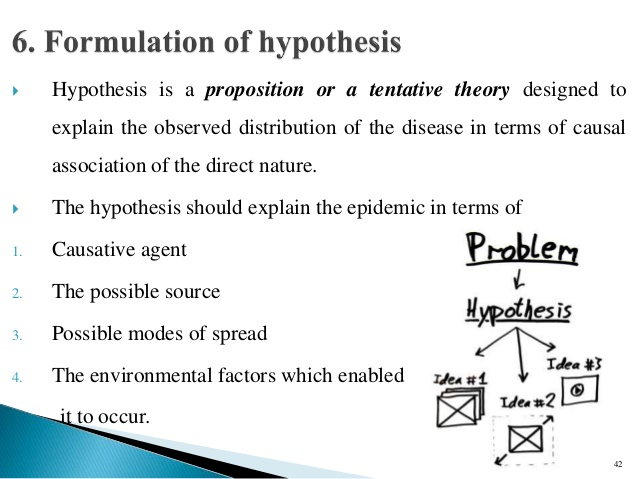 6. Formulation of hypothesis
Hypothesis is a proposition or a tentative theory designed to
explain the observed distribution of the disease in terms of causal
association of the direct nature.
The hypothesis should explain the epidemic in terms of
1. Causative agent
2. The possible source
3. Possible modes of spread
4. The environmental factors which enabled
it to occur.
Problem
Hypothesis
Idea #1
Idea #2
Idea #3
42